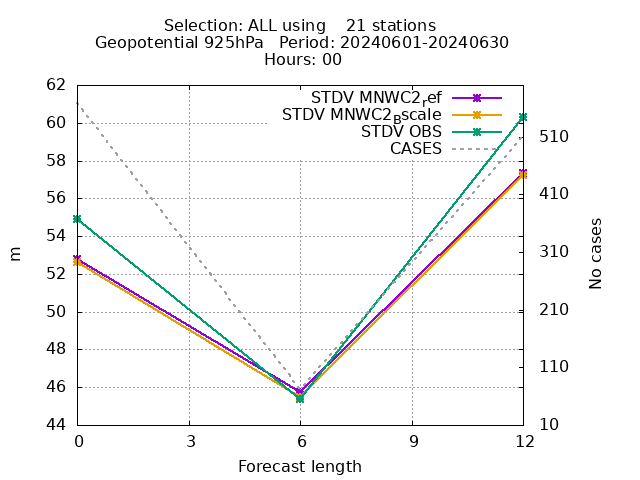 Selection: ALL using    21 stations
Geopotential 925hPa   Period: 20240601-20240630
Hours: 00
STDV MNWC2_ref
STDV MNWC2_Bscale
STDV OBS
CASES
62
60
58
56
54
52
50
48
46
44
510
410
310
210
110
10
0 3 6 9 12
m
No cases
Forecast length